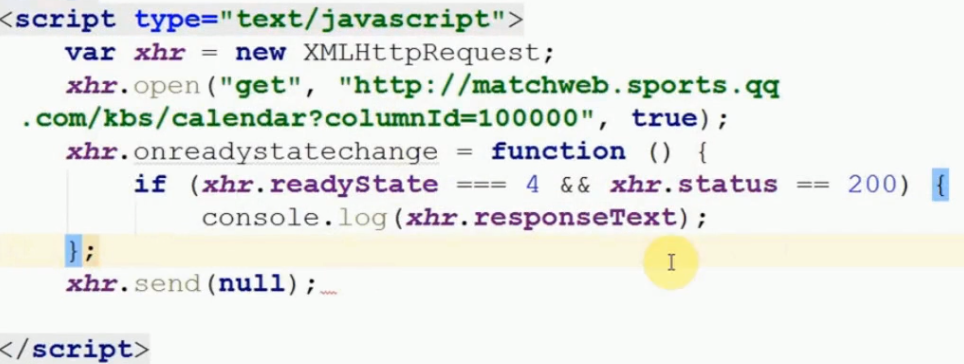 <script type="text/javascript">
    var xhr = new XMLHttpRequest;
    xhr.open("get", "http://matchweb.sports.qq
 .com/kbs/calendar?columnId=100000", true);
    xhr.onreadystatechange = function () {
        if (xhr.readyState === 4 && xhr.status == 200) {
            console.log(xhr.responseText);
    };
    xhr.send(null);
</script>